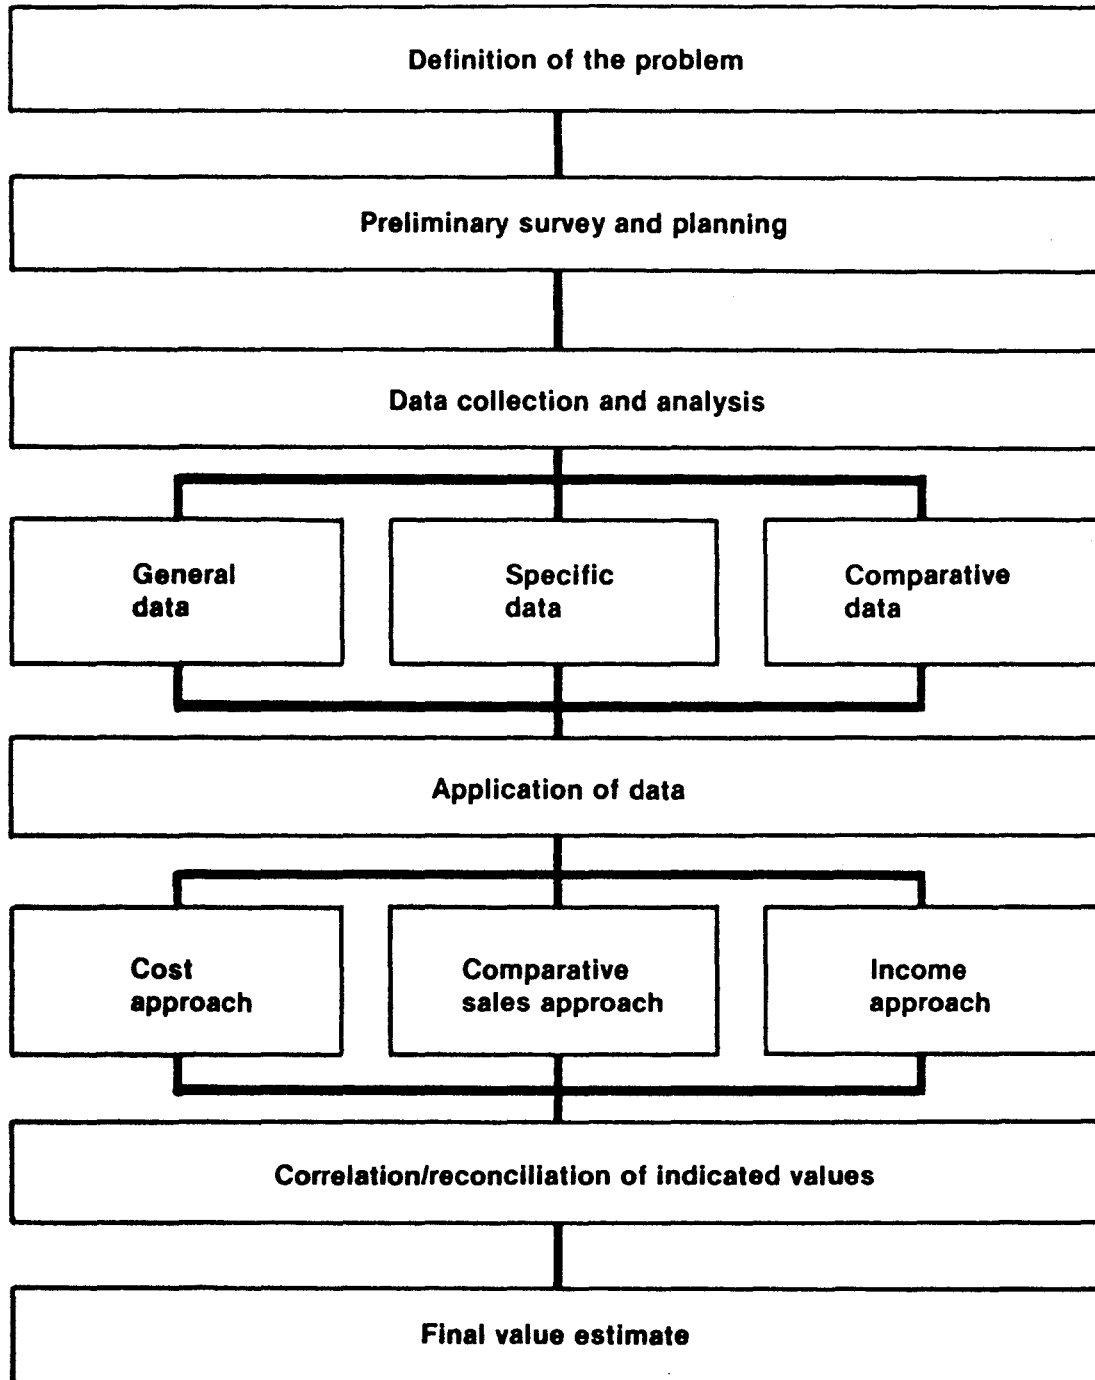 Definition of the problem
Preliminary survey and planning
Data collection and analysis
General
data
Specific
data
Comparative
data
Application of data
Cost
approach
Comparative
sales approach
Income
approach
Correlation/reconciliation of indicated values
Final value estimate